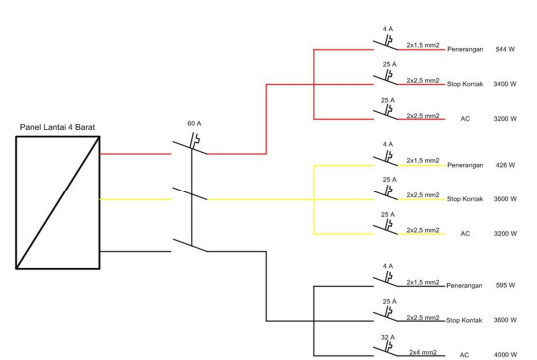 4 A
2x1,5 mm2 Penerangan 544 W
25 A
2x2,5 mm2 Stop Kontak 3400 W
25 A
2x2,5 mm2 AC 3200 W
60 A
Panel Lantai 4 Barat
4 A
2x1,5 mm2 Penerangan 426 W
25 A
2x2,5 mm2 Stop Kontak 3600 W
25 A
2x2,5 mm2 AC 3200 W
4 A
2x1,5 mm2 Penerangan 595 W
25 A
2x2,5 mm2 Stop Kontak 3600 W
32 A
2x4 mm2 AC 4000 W